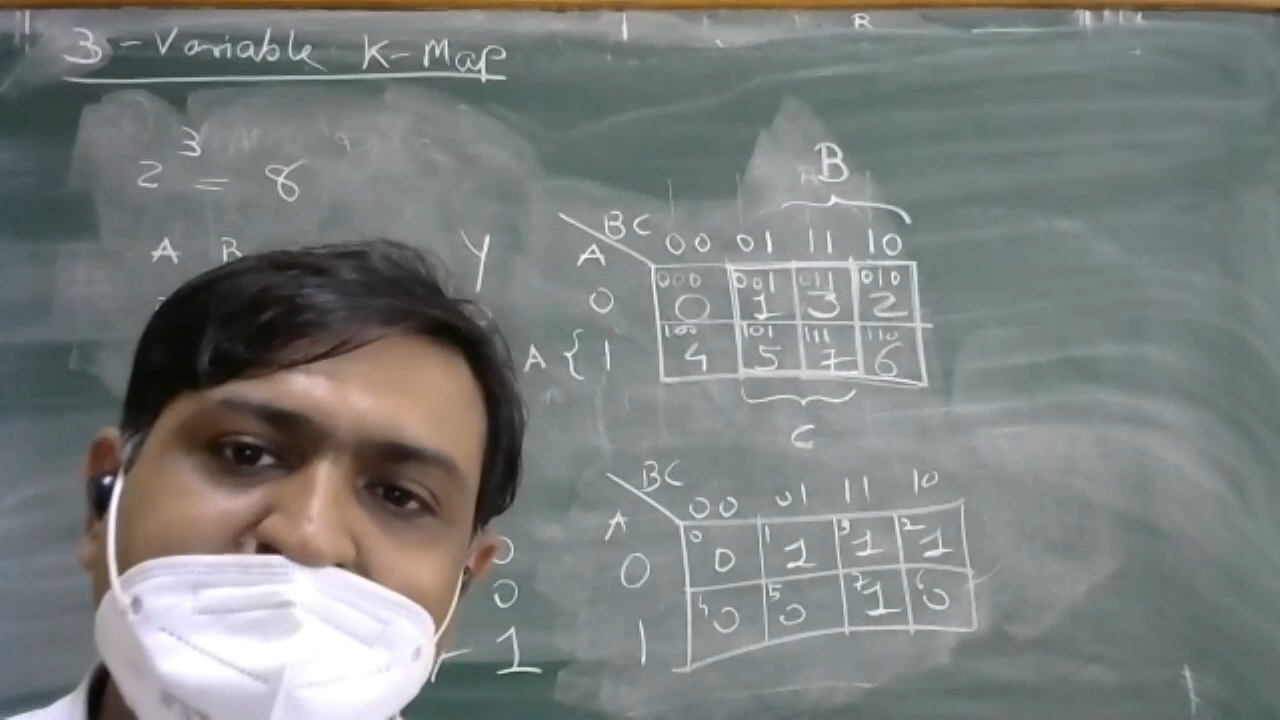 3-Variable K-Map
2³ = 8
A B Y
0
0
1
B
BC
A 00 01 11 10
0 000 0 001 1 011 3 010 2
A { 1 100 4 101 5 111 7 110 6
C
BC
A 00 01 11 10
0 0 0 1 1 3 1 2 1
1 4 0 5 0 7 1 6 0
R